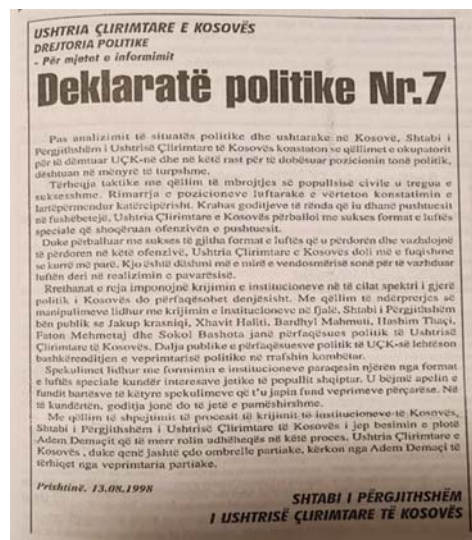 USHTRIA ÇLIRIMTARE E KOSOVËS
DREJTORIA POLITIKE
- Për mjetet e informimit
Deklaratë politike Nr.7
Pas analizimit të situatës politike dhe ushtarake në Kosovë, Shtabi i
Përgjithshëm i Ushtrisë Çlirimtare të Kosovës konstaton se qëllimet e okupatorit
për të dëmtuar UÇK-në dhe në këtë rast për të dobësuar pozicionin tonë politik,
dështuan në mënyrë të turpshme.
Tërheqja taktike me qëllim të mbrojtjes së popullsisë civile u tregua e
suksesshme. Rimarrja e pozicioneve luftarake e vërteton konstatimin e
lartëpërmendur katërcipërisht. Krahas goditjeve të rënda që iu dhanë pushtuesit
në fushëbetejë, Ushtria Çlirimtare e Kosovës përballoi me sukses format e luftës
speciale që shoqëruan ofenzivën e pushtuesit.
Duke përballuar me sukses të gjitha format e luftës që u përdorën dhe vazhdojnë
të përdoren në këtë ofenzivë, Ushtria Çlirimtare e Kosovës doli më e fuqishme
se kurrë më parë. Kjo është dëshmi më e mirë e vendosmërisë sonë për të vazhduar
luftën deri në realizimin e pavarësisë.
Rrethanat e reja imponojnë krijimin e institucioneve në të cilat spektri i gjerë
politik i Kosovës do përfaqësohet denjësisht. Me qëllim të ndërprerjes së
manipulimeve lidhur me krijimin e institucioneve në fjalë, Shtabi i Përgjithshëm
bën publik se Jakup krasniqi, Xhavit Haliti, Bardhyl Mahmuti, Hashim Thaçi,
Faton Mehmetaj dhe Sokol Bashota janë përfaqësues politik të Ushtrisë
Çlirimtare të Kosovës. Dalja publike e përfaqësuesve politik të UÇK-së lehtëson
bashkërenditjen e veprimtarisë politike në rrafshin kombëtar.
Spekulimet lidhur me formimin e institucioneve paraqesin njëren nga format
e luftës speciale kundër interesave jetike të popullit shqiptar. U bëjmë apelin e
fundit bartësve të këtyre spekulimeve që t'u japin fund veprimeve përçarëse. Në
të kundërten, goditja jonë do të jetë e pamëshirshme.
Me qëllim të shpejtimit të procesit të krijimit të institucioneve të Kosovës,
Shtabi i Përgjithshëm i Ushtrisë Çlirimtare të Kosovës i jep besimin e plotë
Adem Demaçit që të merr rolin udhëheqës në këtë proces. Ushtria Çlirimtare e
Kosovës , duke qenë jashtë çdo ombrelle partiake, kërkon nga Adem Demaçi të
tërhiqet nga veprimtaria partiake.
Prishtinë, 13.08.1998
SHTABI I PËRGJITHSHËM
I USHTRISË ÇLIRIMTARE TË KOSOVËS